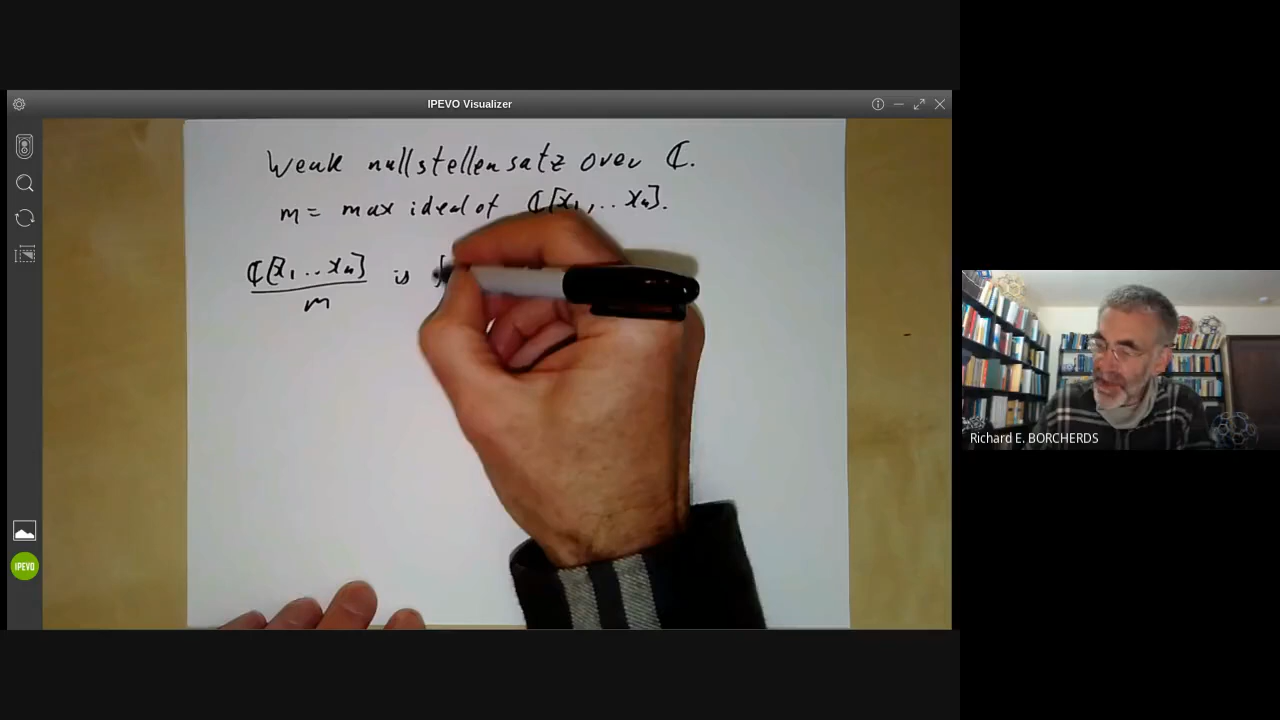 IPEVO Visualizer
Weak nullstellensatz over ℂ.
m = max ideal of ℂ[x₁,..xₙ].
ℂ[x₁..xₙ]
m
is
IPEVO
Richard E. BORCHERDS